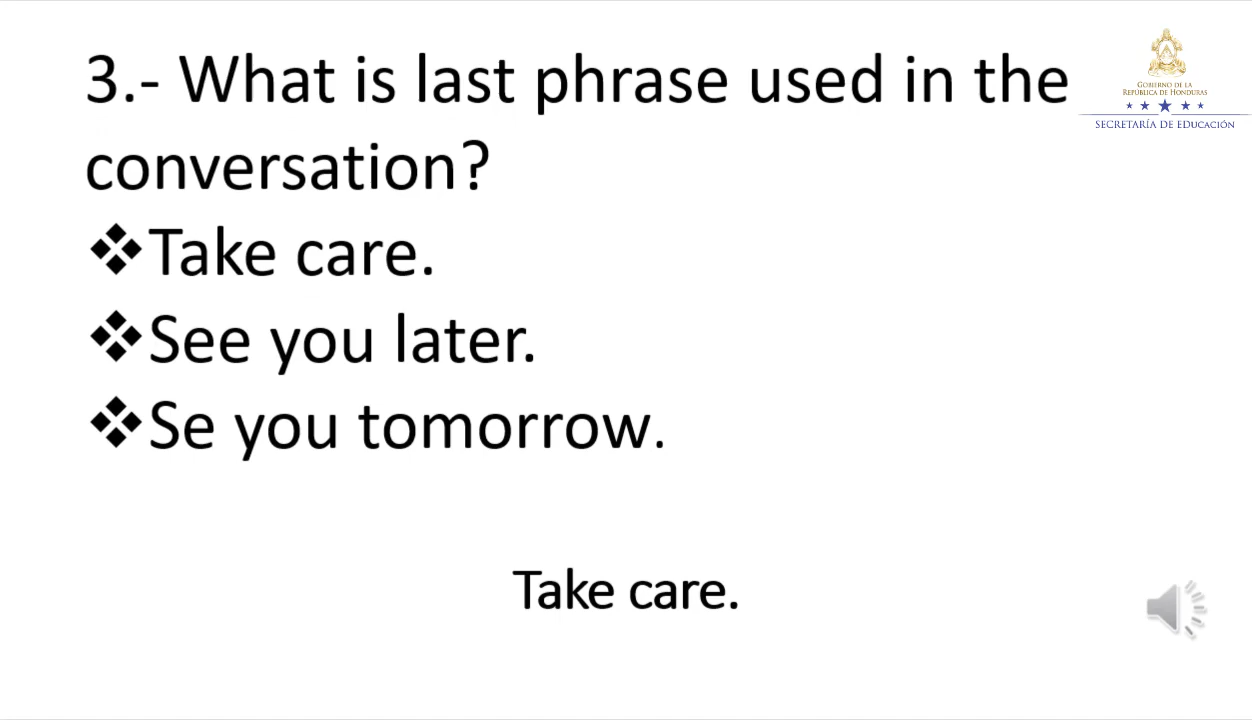 3.- What is last phrase used in the
conversation?
❖Take care.
❖See you later.
❖Se you tomorrow.
Take care.
GOBIERNO DE LA
REPÚBLICA DE HONDURAS
SECRETARÍA DE EDUCACIÓN